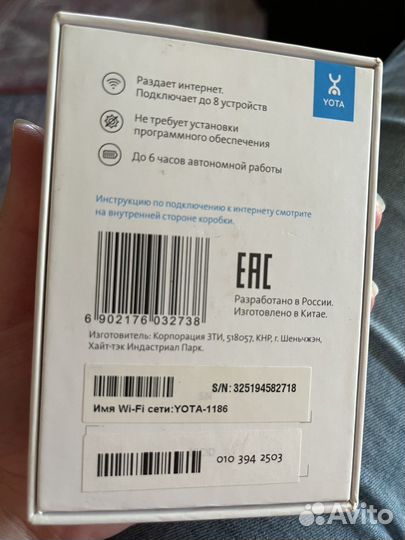 YOTA
Раздает интернет.
Подключает до 8 устройств
Не требует установки
программного обеспечения
До 6 часов автономной работы
Инструкцию по подключению к интернету смотрите
на внутренней стороне коробки.
6 902176 032738
EAC
Разработано в России.
Изготовлено в Китае.
Изготовитель: Корпорация ЗТИ, 518057, КНР, г. Шеньчжэн,
Хайт-тэк Индастриал Парк.
S/N: 325194582718
Имя Wi-Fi сети:YOTA-1186
010 394 2503
Avito